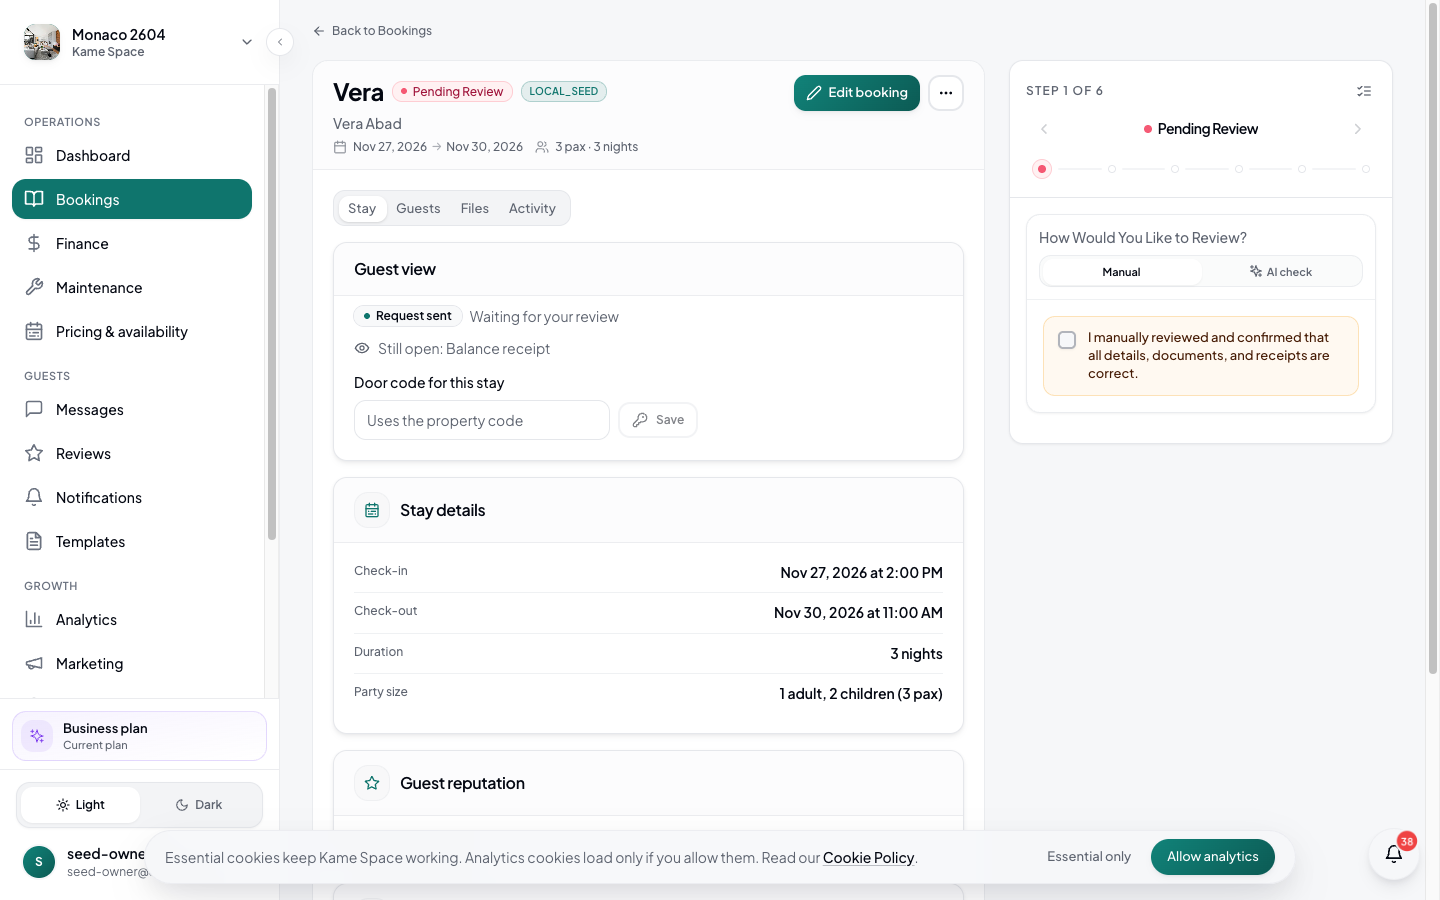 Monaco 2604
Kame Space
OPERATIONS
Dashboard
Bookings
Finance
Maintenance
Pricing & availability
GUESTS
Messages
Reviews
Notifications
Templates
GROWTH
Analytics
Marketing
Business plan
Current plan
Light
Dark
S
seed-owne
seed-owner@
Back to Bookings
Vera
Pending Review
LOCAL_SEED
Edit booking
Vera Abad
Nov 27, 2026 → Nov 30, 2026
3 pax · 3 nights
Stay
Guests
Files
Activity
Guest view
Request sent
Waiting for your review
Still open: Balance receipt
Door code for this stay
Uses the property code
Save
Stay details
Check-in
Nov 27, 2026 at 2:00 PM
Check-out
Nov 30, 2026 at 11:00 AM
Duration
3 nights
Party size
1 adult, 2 children (3 pax)
Guest reputation
STEP 1 OF 6
Pending Review
How Would You Like to Review?
Manual
AI check
I manually reviewed and confirmed that
all details, documents, and receipts are
correct.
Essential cookies keep Kame Space working. Analytics cookies load only if you allow them. Read our Cookie Policy.
Essential only
Allow analytics
38